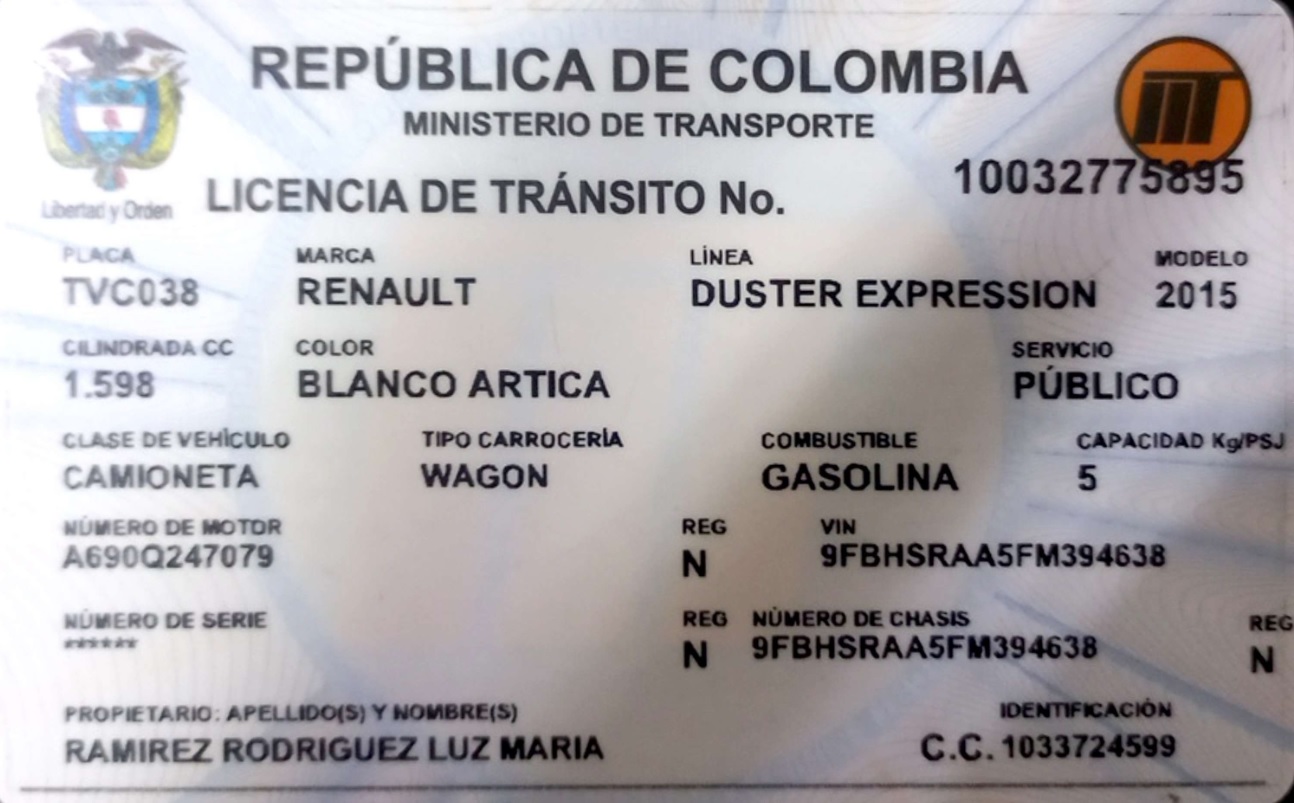 REPÚBLICA DE COLOMBIA
MINISTERIO DE TRANSPORTE
Libertad y Orden
LICENCIA DE TRÁNSITO No. 10032775895
PLACA MARCA LÍNEA MODELO
TVC038 RENAULT DUSTER EXPRESSION 2015
CILINDRADA CC COLOR SERVICIO
1.598 BLANCO ARTICA PÚBLICO
CLASE DE VEHÍCULO TIPO CARROCERÍA COMBUSTIBLE CAPACIDAD Kg/PSJ
CAMIONETA WAGON GASOLINA 5
NÚMERO DE MOTOR REG VIN
A690Q247079 N 9FBHSRAA5FM394638
NÚMERO DE SERIE REG NÚMERO DE CHASIS REG
****** N 9FBHSRAA5FM394638 N
PROPIETARIO: APELLIDO(S) Y NOMBRE(S) IDENTIFICACIÓN
RAMIREZ RODRIGUEZ LUZ MARIA C.C. 1033724599